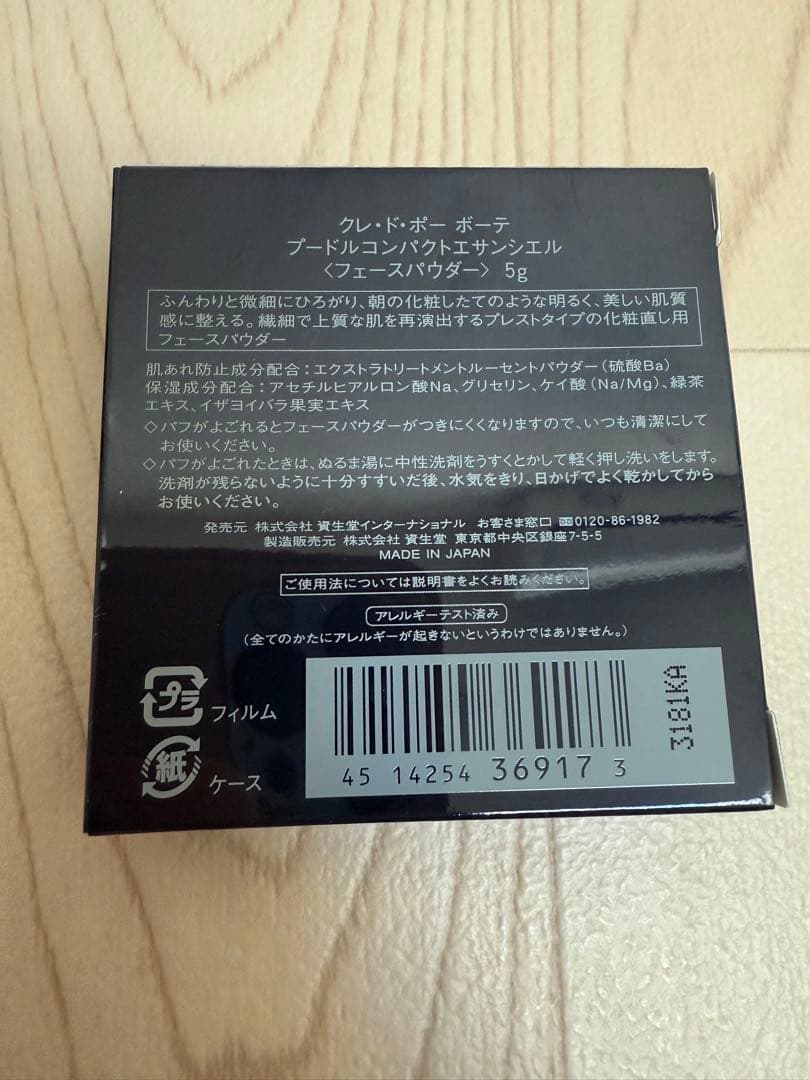 クレ・ド・ポー ボーテ
プードルコンパクトエサンシエル
〈フェースパウダー〉 5g
ふんわりと微細にひろがり、朝の化粧したてのような明るく、美しい肌質
感に整える。繊細で上質な肌を再演出するプレストタイプの化粧直し用
フェースパウダー
肌あれ防止成分配合：エクストラトリートメントルーセントパウダー（硫酸Ba）
保湿成分配合：アセチルヒアルロン酸Na、グリセリン、ケイ酸（Na/Mg）、緑茶
エキス、イザヨイバラ果実エキス
◇パフがよごれるとフェースパウダーがつきにくくなりますので、いつも清潔にして
お使いください。
◇パフがよごれたときは、ぬるま湯に中性洗剤をうすくとかして軽く押し洗いをします。
洗剤が残らないように十分すすいだ後、水気をきり、日かげでよく乾かしてから
お使いください。
発売元 株式会社 資生堂インターナショナル お客さま窓口 0120-86-1982
製造販売元 株式会社 資生堂 東京都中央区銀座7-5-5
MADE IN JAPAN
ご使用法については説明書をよくお読みください。
アレルギーテスト済み
（全てのかたにアレルギーが起きないというわけではありません。）
プラ フィルム
紙 ケース
45 14254 36917 3
3181KA